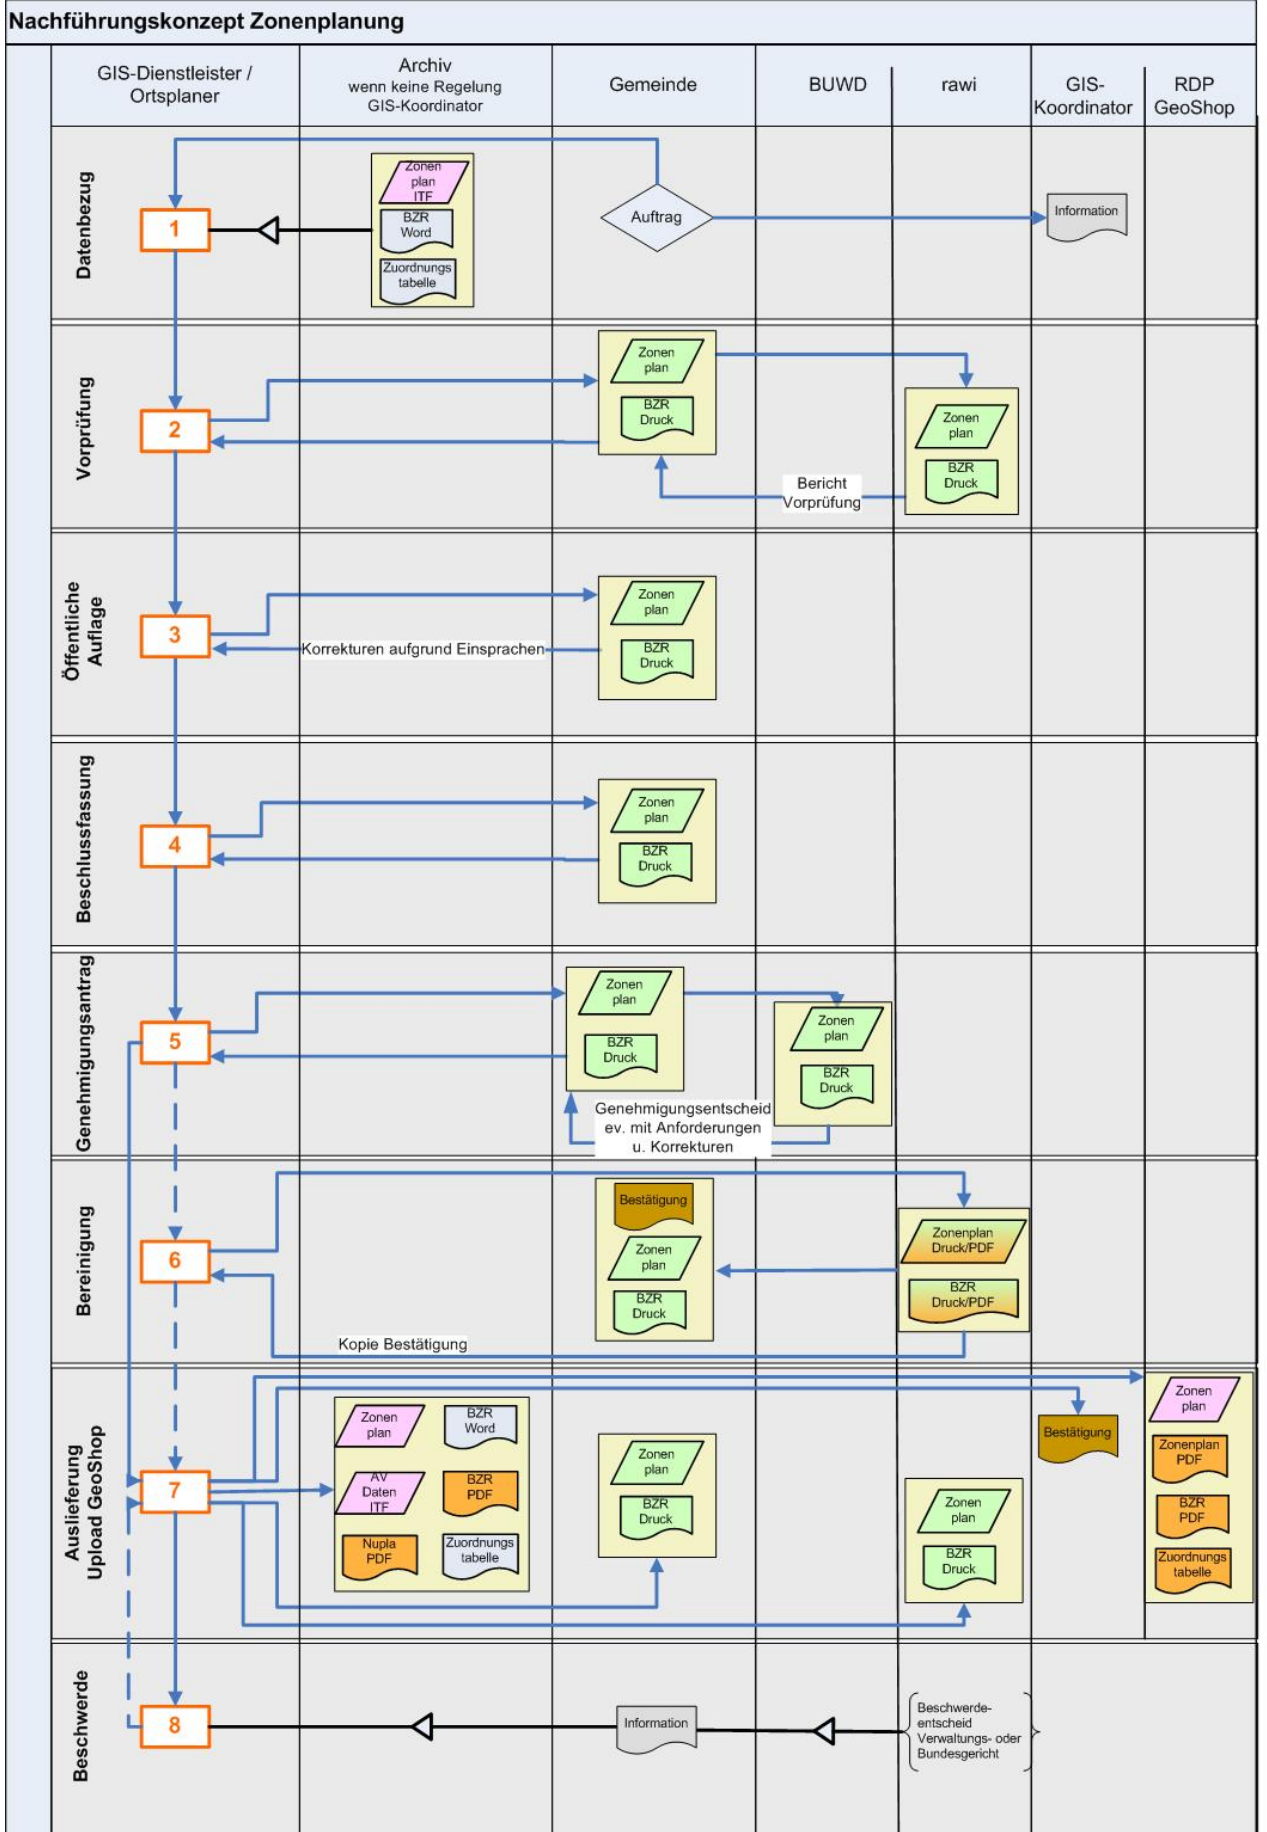 Nachführungskonzept Zonenplanung
GIS-Dienstleister /
Ortsplaner
Archiv
wenn keine Regelung
GIS-Koordinator
Gemeinde
BUWD
rawi
GIS-
Koordinator
RDP
GeoShop
Datenbezug
1
Zonen
plan
ITF
BZR
Word
Zuordnungs
tabelle
Auftrag
Information
Vorprüfung
2
Zonen
plan
BZR
Druck
Zonen
plan
BZR
Druck
Bericht
Vorprüfung
Öffentliche
Auflage
3
Korrekturen aufgrund Einsprachen
Zonen
plan
BZR
Druck
Beschlussfassung
4
Zonen
plan
BZR
Druck
Genehmigungsantrag
5
Zonen
plan
BZR
Druck
Zonen
plan
BZR
Druck
Genehmigungsentscheid
ev. mit Anforderungen
u. Korrekturen
Bereinigung
6
Bestätigung
Zonen
plan
BZR
Druck
Zonenplan
Druck/PDF
BZR
Druck/PDF
Kopie Bestätigung
Auslieferung
Upload GeoShop
7
Zonen
plan
BZR
Word
AV
Daten
ITF
BZR
PDF
Nupla
PDF
Zuordnungs
tabelle
Zonen
plan
BZR
Druck
Zonen
plan
BZR
Druck
Bestätigung
Zonen
plan
Zonenplan
PDF
BZR
PDF
Zuordnungs
tabelle
Beschwerde
8
Information
Beschwerde-
entscheid
Verwaltungs- oder
Bundesgericht